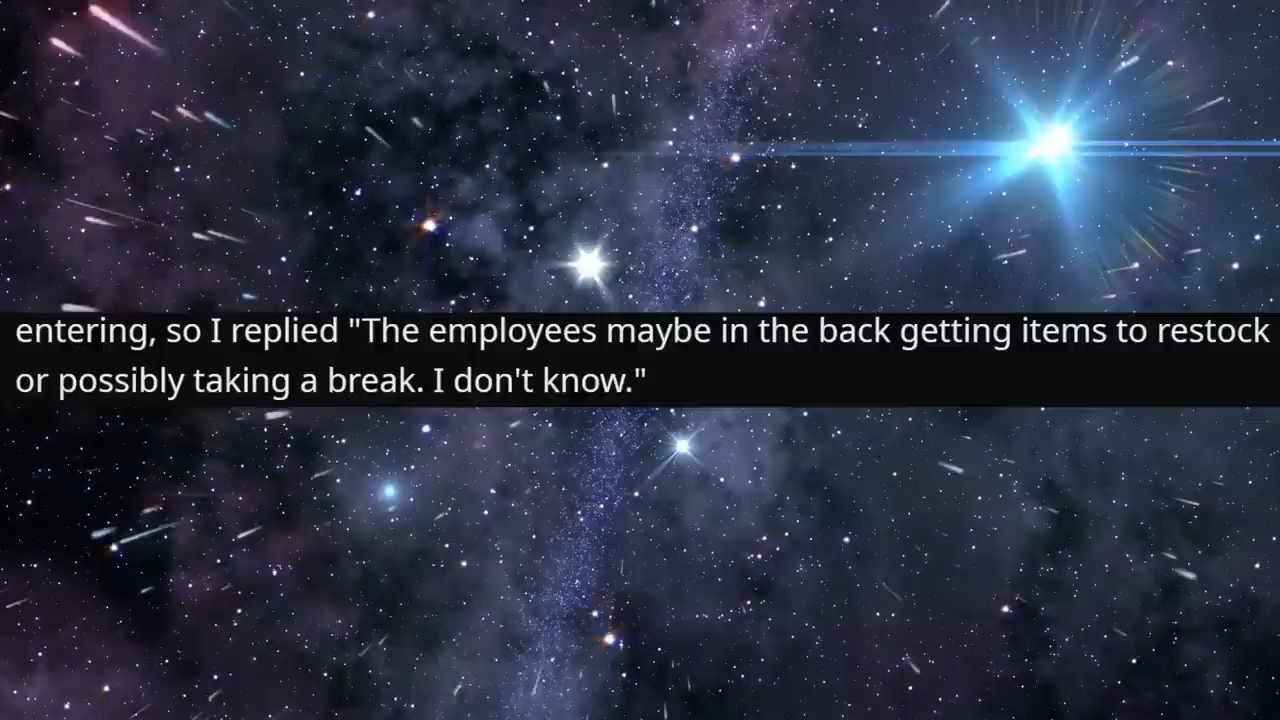 entering, so I replied "The employees maybe in the back getting items to restock
or possibly taking a break. I don't know."